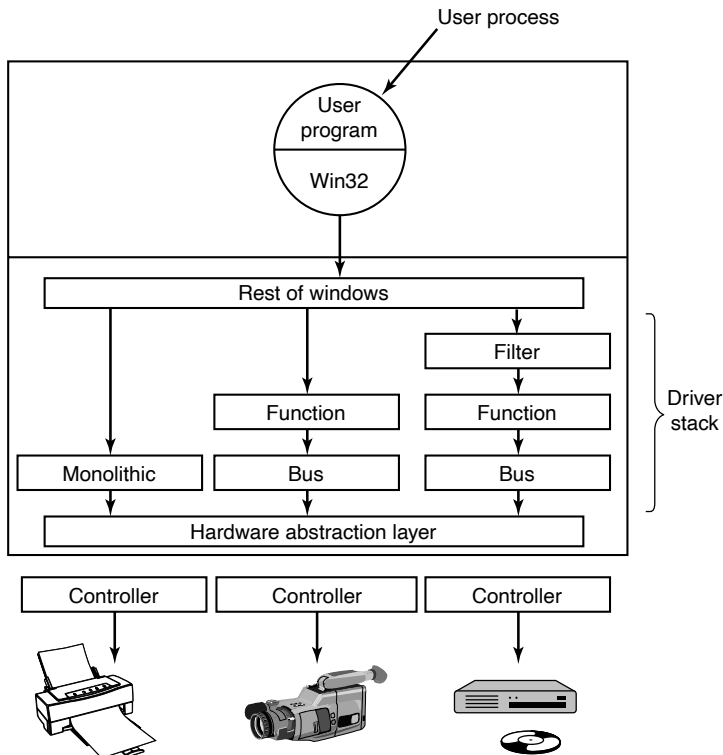 User process
User
program
Win32
Rest of windows
Filter
Function
Function
Driver
stack
Monolithic
Bus
Bus
Hardware abstraction layer
Controller
Controller
Controller